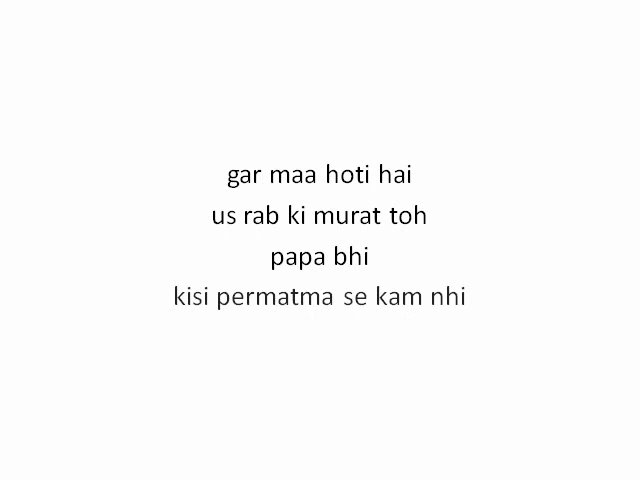 gar maa hoti hai
us rab ki murat toh
papa bhi
kisi permatma se kam nhi